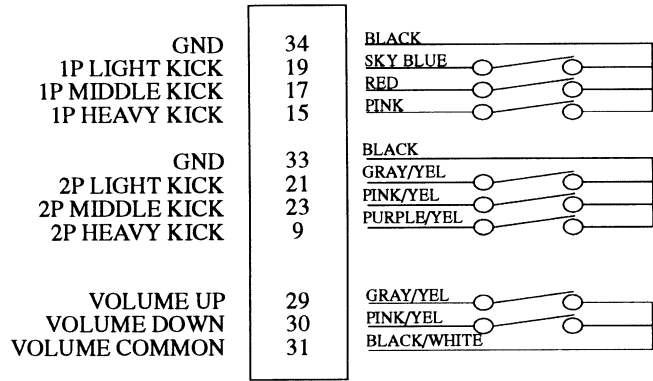 GND 34 BLACK
1P LIGHT KICK 19 SKY BLUE
1P MIDDLE KICK 17 RED
1P HEAVY KICK 15 PINK
GND 33 BLACK
2P LIGHT KICK 21 GRAY/YEL
2P MIDDLE KICK 23 PINK/YEL
2P HEAVY KICK 9 PURPLE/YEL
VOLUME UP 29 GRAY/YEL
VOLUME DOWN 30 PINK/YEL
VOLUME COMMON 31 BLACK/WHITE